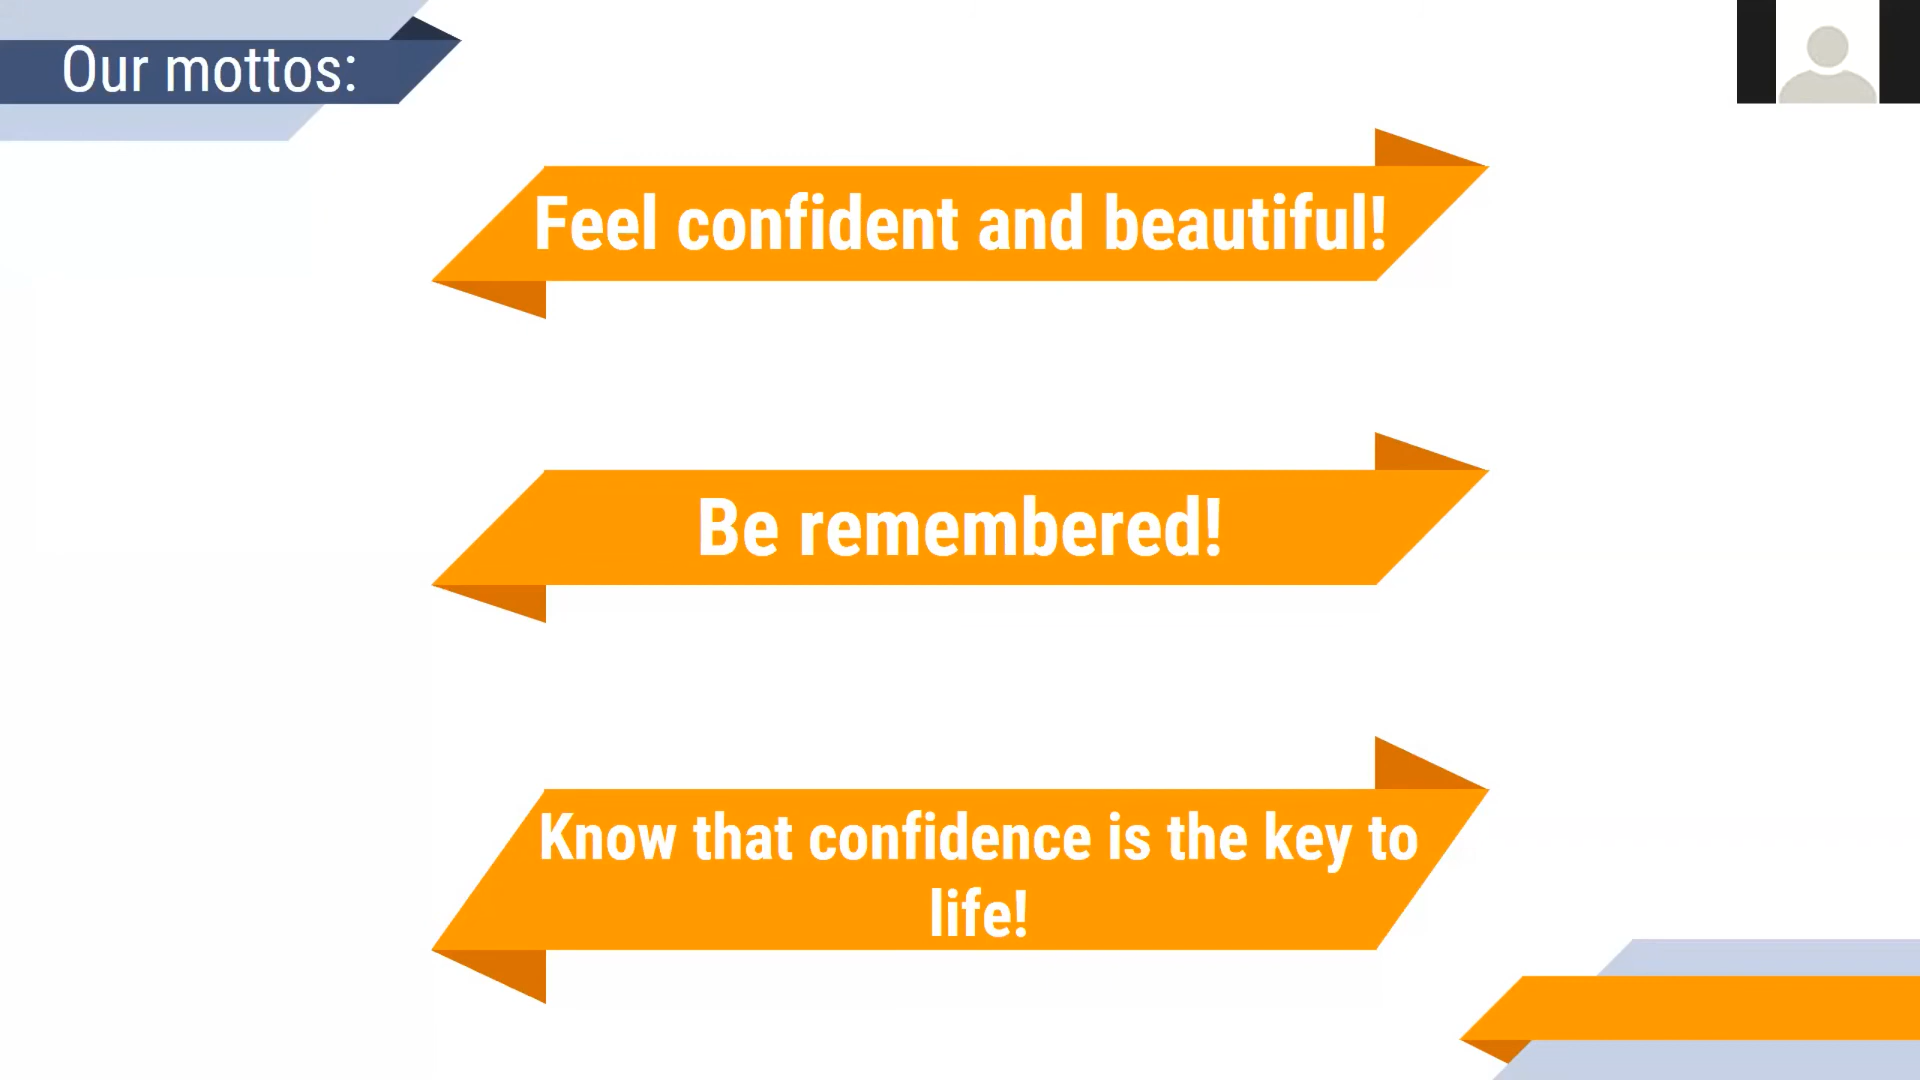 Our mottos:
Feel confident and beautiful!
Be remembered!
Know that confidence is the key to
life!